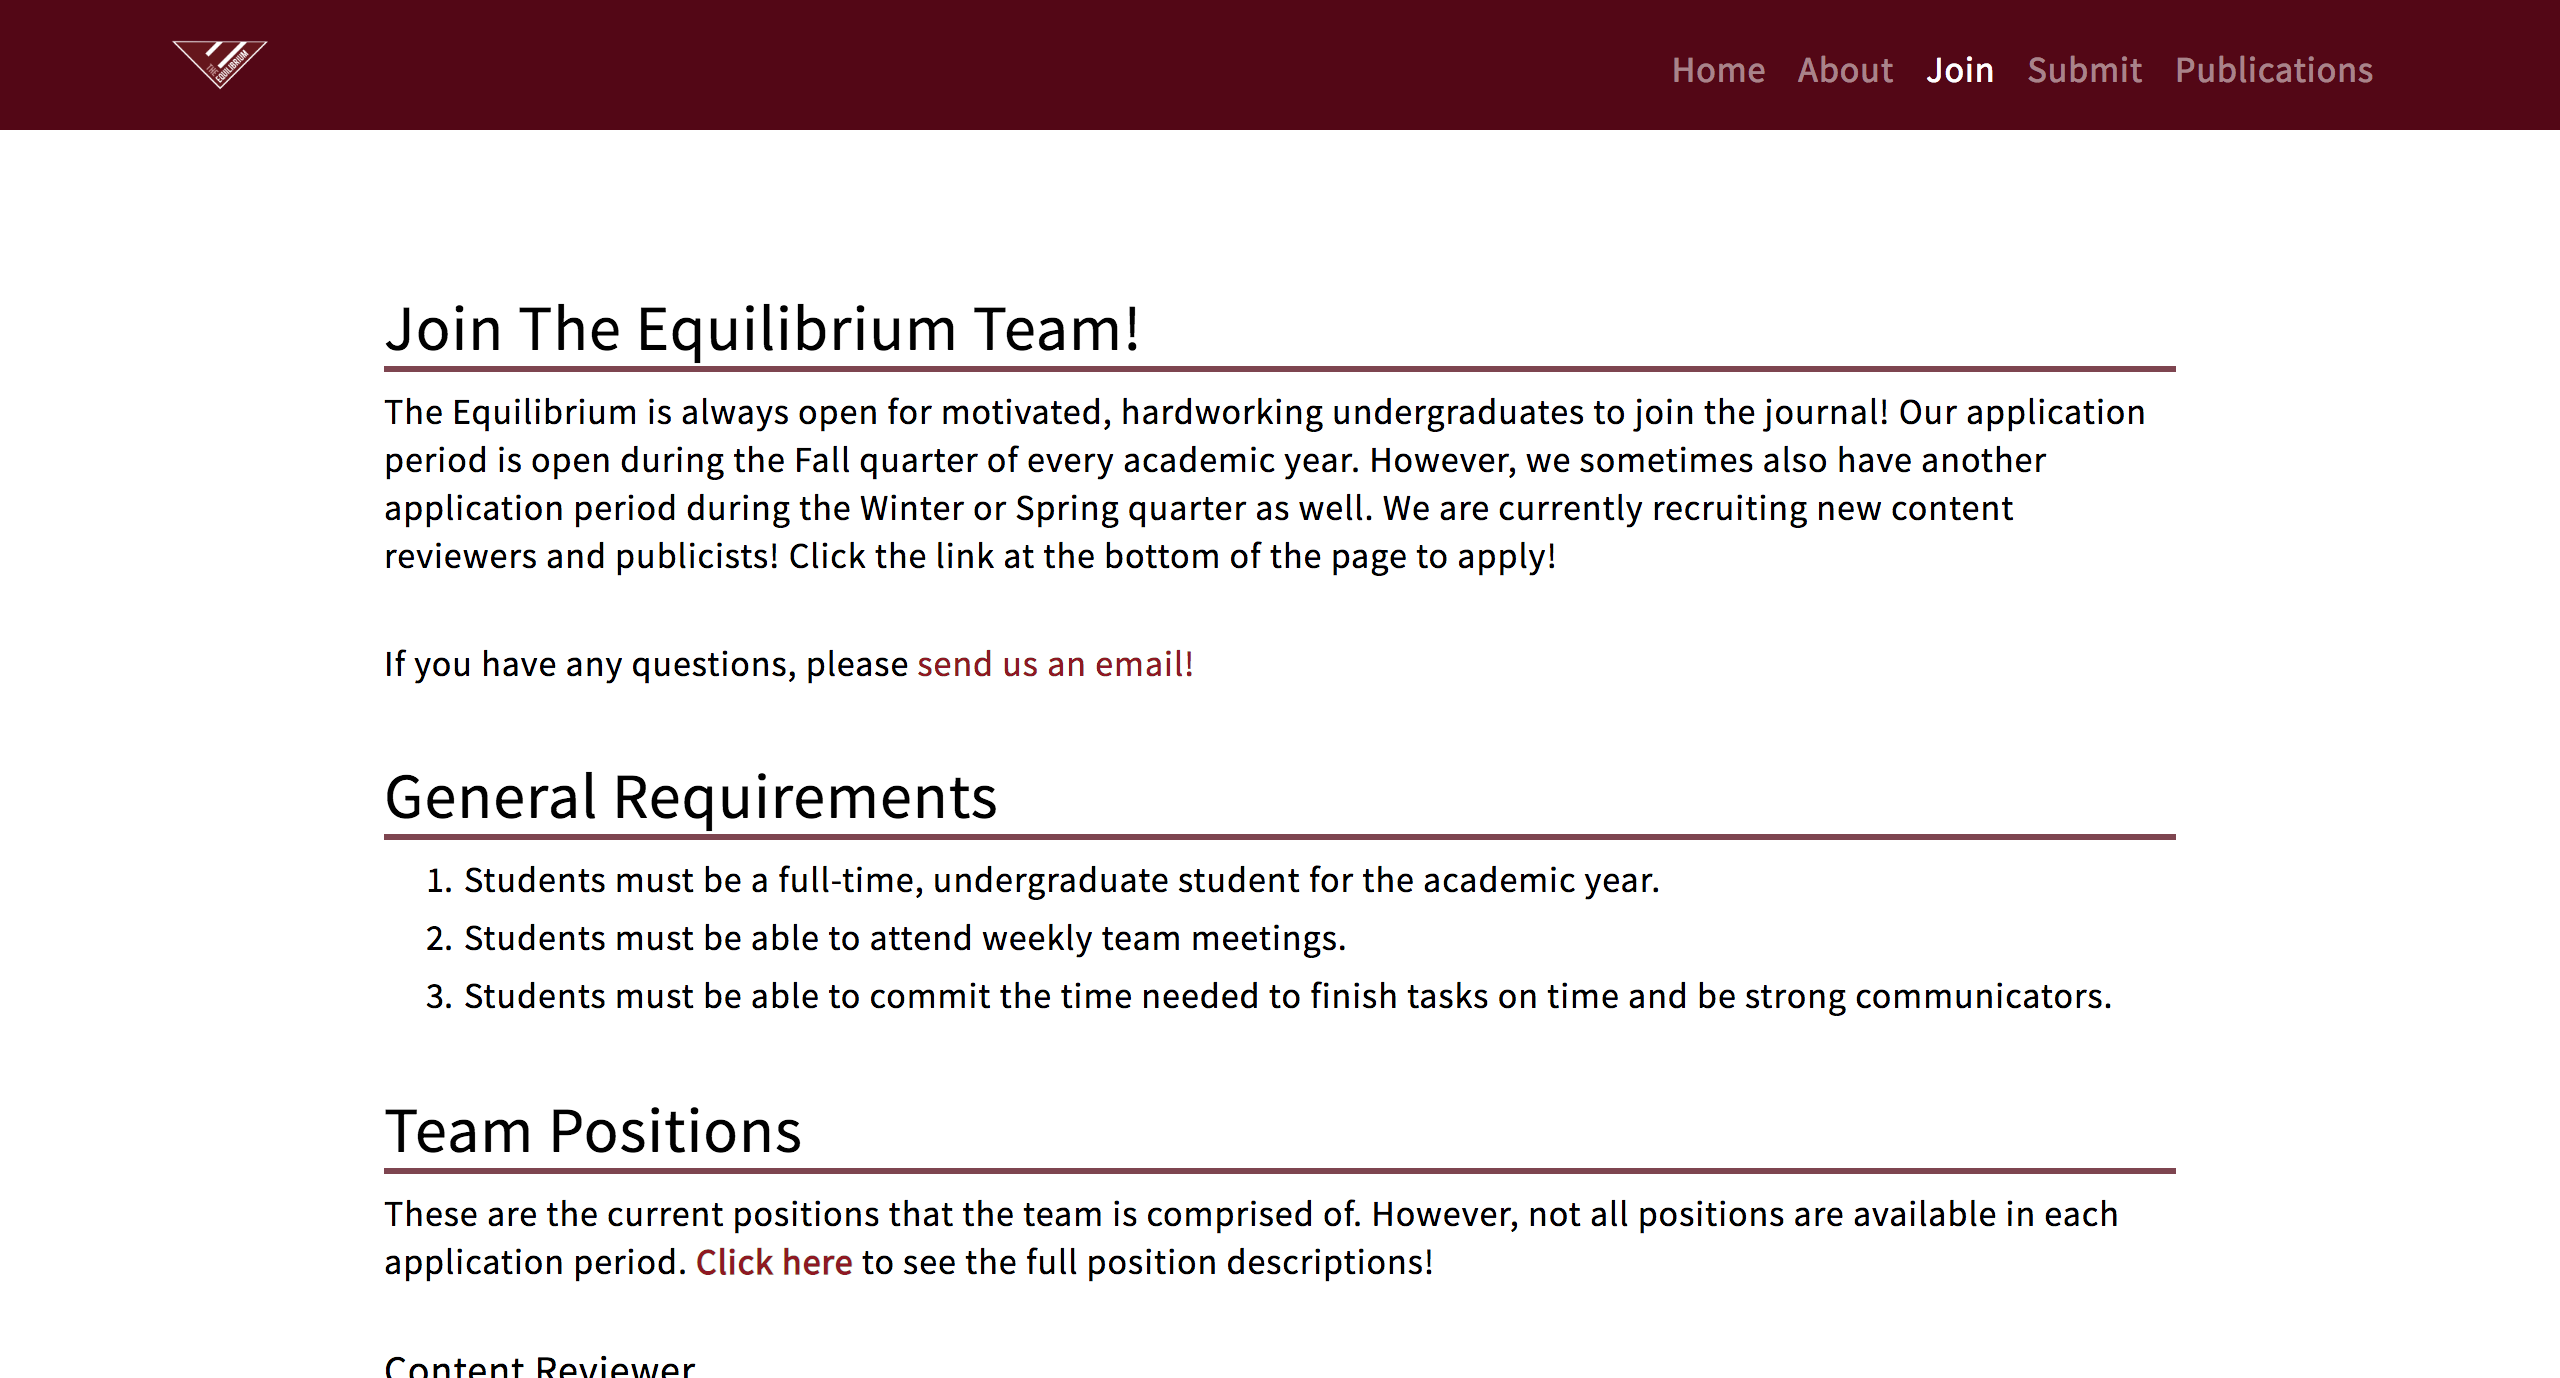 THE
EQUILIBRIUM
Home About Join Submit Publications
Join The Equilibrium Team!
The Equilibrium is always open for motivated, hardworking undergraduates to join the journal! Our application
period is open during the Fall quarter of every academic year. However, we sometimes also have another
application period during the Winter or Spring quarter as well. We are currently recruiting new content
reviewers and publicists! Click the link at the bottom of the page to apply!
If you have any questions, please send us an email!
General Requirements
1. Students must be a full-time, undergraduate student for the academic year.
2. Students must be able to attend weekly team meetings.
3. Students must be able to commit the time needed to finish tasks on time and be strong communicators.
Team Positions
These are the current positions that the team is comprised of. However, not all positions are available in each
application period. Click here to see the full position descriptions!
Content Reviewer